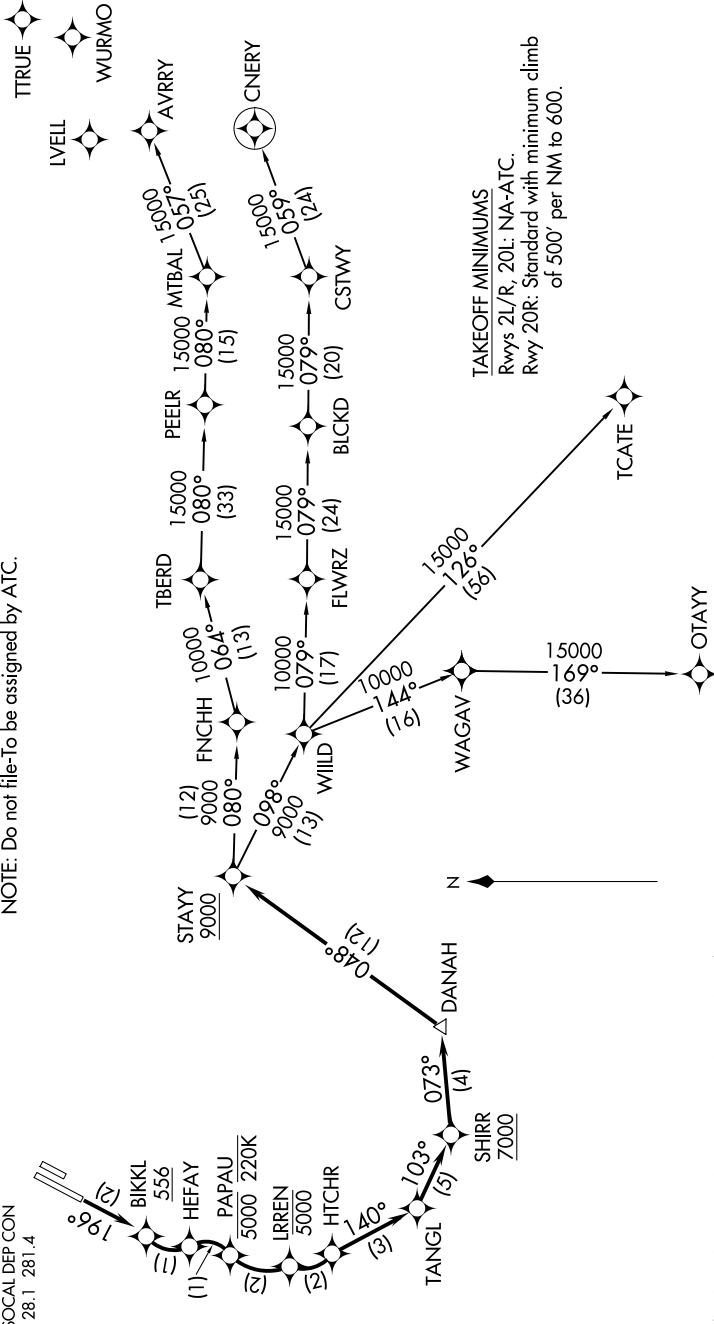 SOCAL DEP CON
28.1 281.4
NOTE: Do not file-To be assigned by ATC.
196°
(2)
BIKKL
556
(1)
HEFAY
(1)
PAPAU
5000 220K
(2)
LRREN
5000
(2)
HTCHR
140°
(3)
TANGL
103°
(5)
SHIRR
7000
073°
(4)
DANAH
048°
(12)
STAYY
9000
(12)
9000
080°
FNCHH
10000
064°
(13)
TBERD
15000
080°
(33)
PEELR
15000
080°
(15)
MTBAL
15000
057°
(25)
AVRRY
LVELL
WURMO
TTRUE
098°
9000
(13)
WIILD
10000
079°
(17)
FLWRZ
15000
079°
(24)
BLCKD
15000
079°
(20)
CSTWY
15000
059°
(24)
CNERY
10000
144°
(16)
WAGAV
15000
169°
(36)
OTAYY
15000
126°
(56)
TCATE
N
TAKEOFF MINIMUMS
Rwys 2L/R, 20L: NA-ATC.
Rwy 20R: Standard with minimum climb
of 500' per NM to 600.